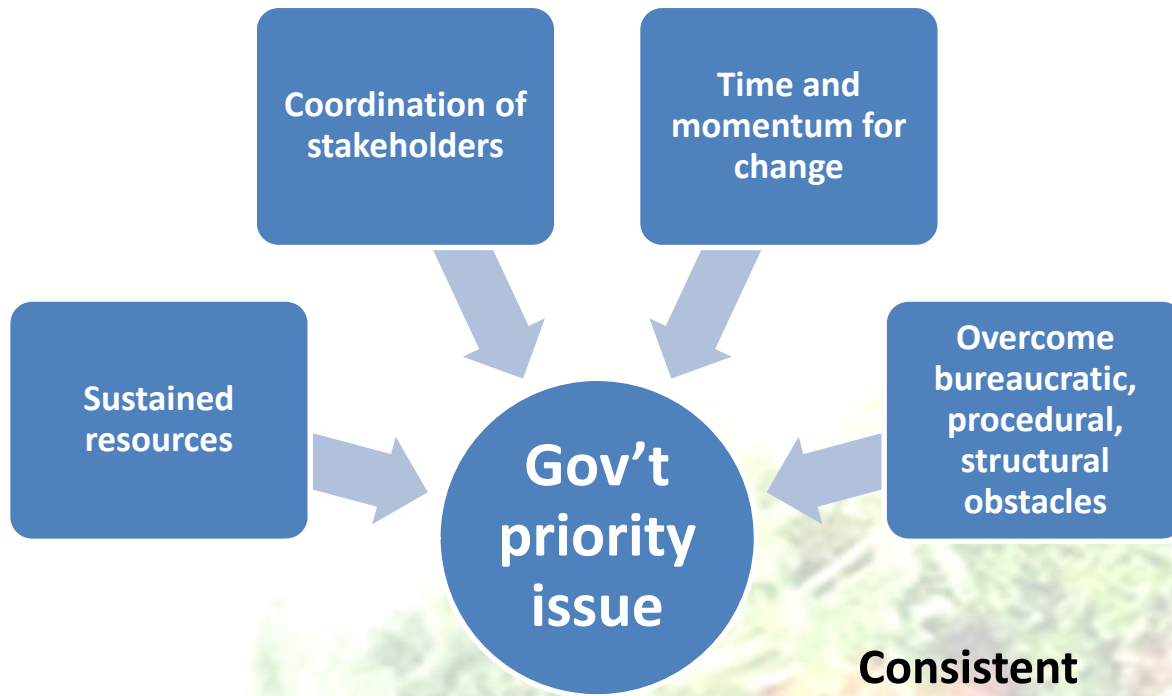 Coordination of
stakeholders
Time and
momentum for
change
Sustained
resources
Overcome
bureaucratic,
procedural,
structural
obstacles
Gov’t
priority
issue
Consistent